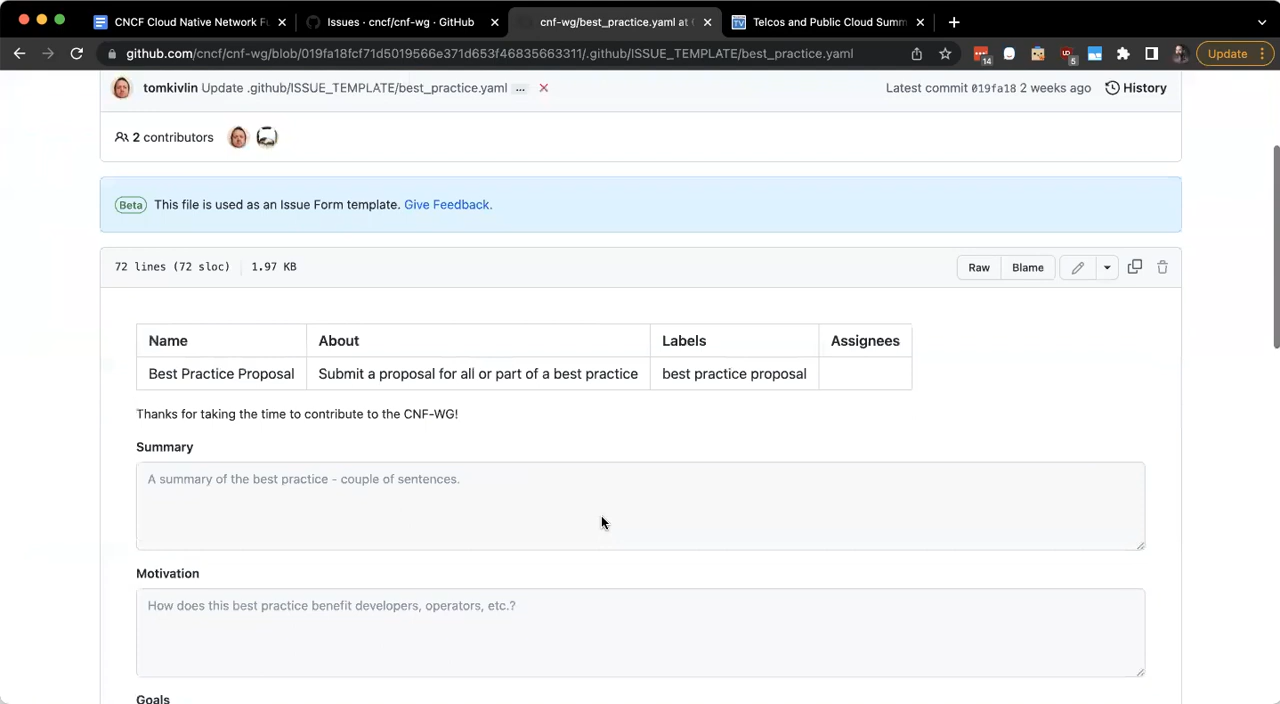 CNCF Cloud Native Network Fu
Issues · cncf/cnf-wg · GitHub
cnf-wg/best_practice.yaml at
Telcos and Public Cloud Summ
github.com/cncf/cnf-wg/blob/019fa18fcf71d5019566e371d653f46835663311/.github/ISSUE_TEMPLATE/best_practice.yaml
14
5
Update
tomkivlin Update .github/ISSUE_TEMPLATE/best_practice.yaml ...
Latest commit 019fa18 2 weeks ago
History
2 contributors
Beta This file is used as an Issue Form template. Give Feedback.
72 lines (72 sloc) 1.97 KB
Raw Blame
Name About Labels Assignees
Best Practice Proposal Submit a proposal for all or part of a best practice best practice proposal
Thanks for taking the time to contribute to the CNF-WG!
Summary
A summary of the best practice - couple of sentences.
Motivation
How does this best practice benefit developers, operators, etc.?
Goals